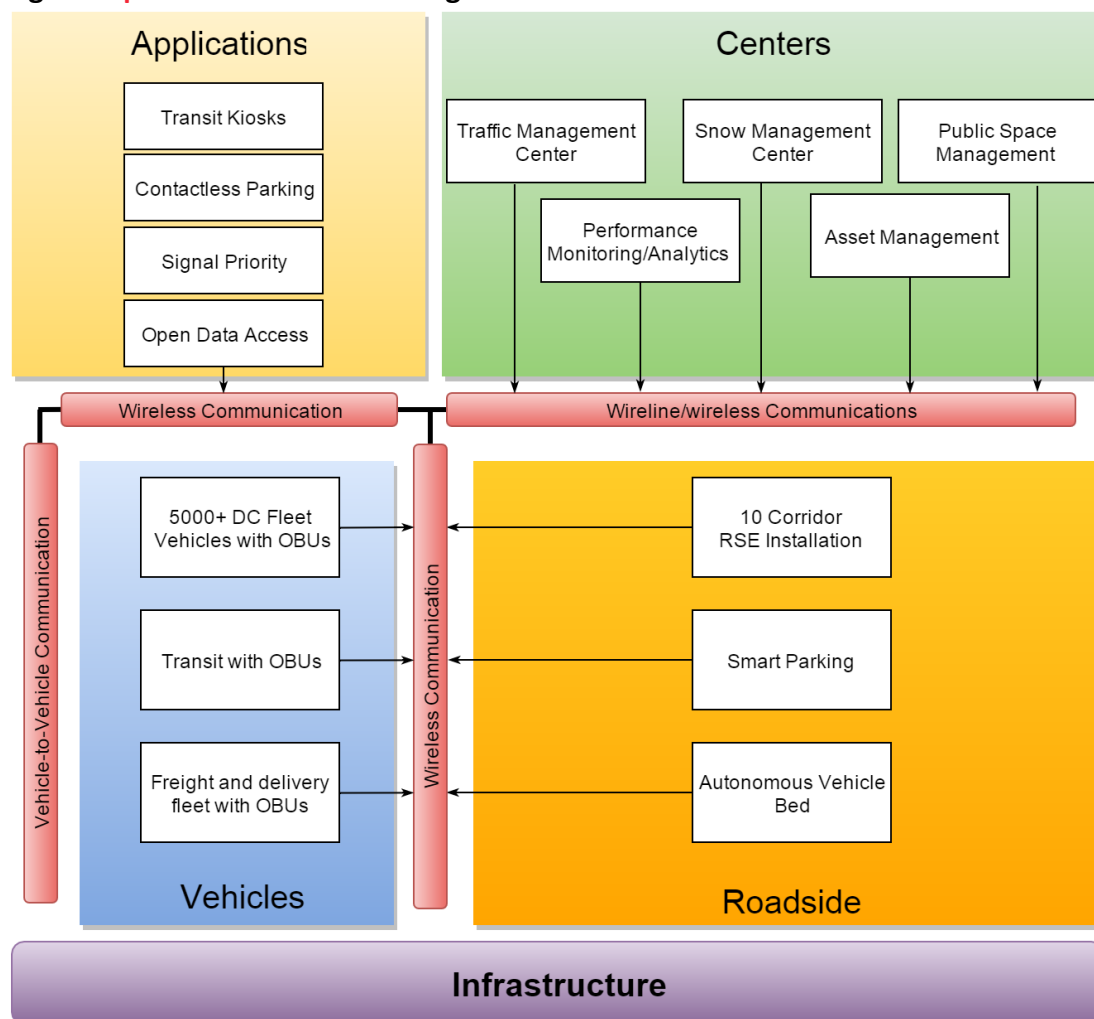 Applications
Transit Kiosks
Contactless Parking
Signal Priority
Open Data Access
Centers
Traffic Management
Center
Snow Management
Center
Public Space
Management
Performance
Monitoring/Analytics
Asset Management
Wireless Communication
Wireline/wireless Communications
Vehicle-to-Vehicle Communication
5000+ DC Fleet
Vehicles with OBUs
Transit with OBUs
Freight and delivery
fleet with OBUs
Vehicles
Wireless Communication
10 Corridor
RSE Installation
Smart Parking
Autonomous Vehicle
Bed
Roadside
Infrastructure